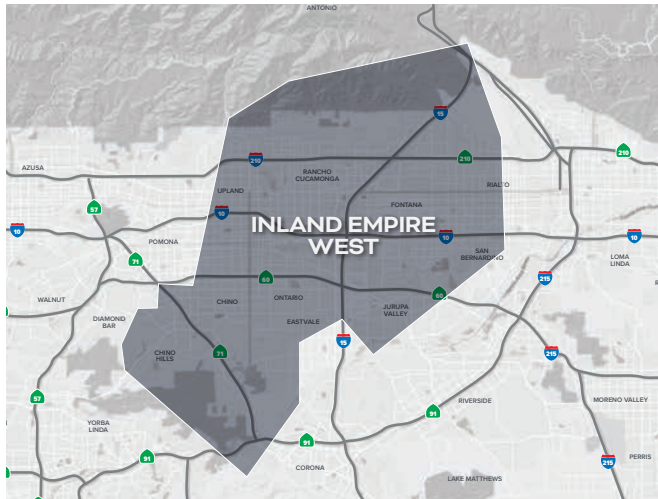 ANTONIO
15
210
210
210
AZUSA
RANCHO
CUCAMONGA
UPLAND
RIALTO
57
FONTANA
10
10
INLAND EMPIRE
WEST
10
10
POMONA
SAN
BERNARDINO
71
LOMA
LINDA
60
215
WALNUT
CHINO
ONTARIO
60
JURUPA
VALLEY
DIAMOND
BAR
EASTVALE
15
CHINO
HILLS
71
215
57
RIVERSIDE
MORENO VALLEY
91
YORBA
LINDA
91
91
CORONA
PERRIS
215
LAKE MATTHEWS